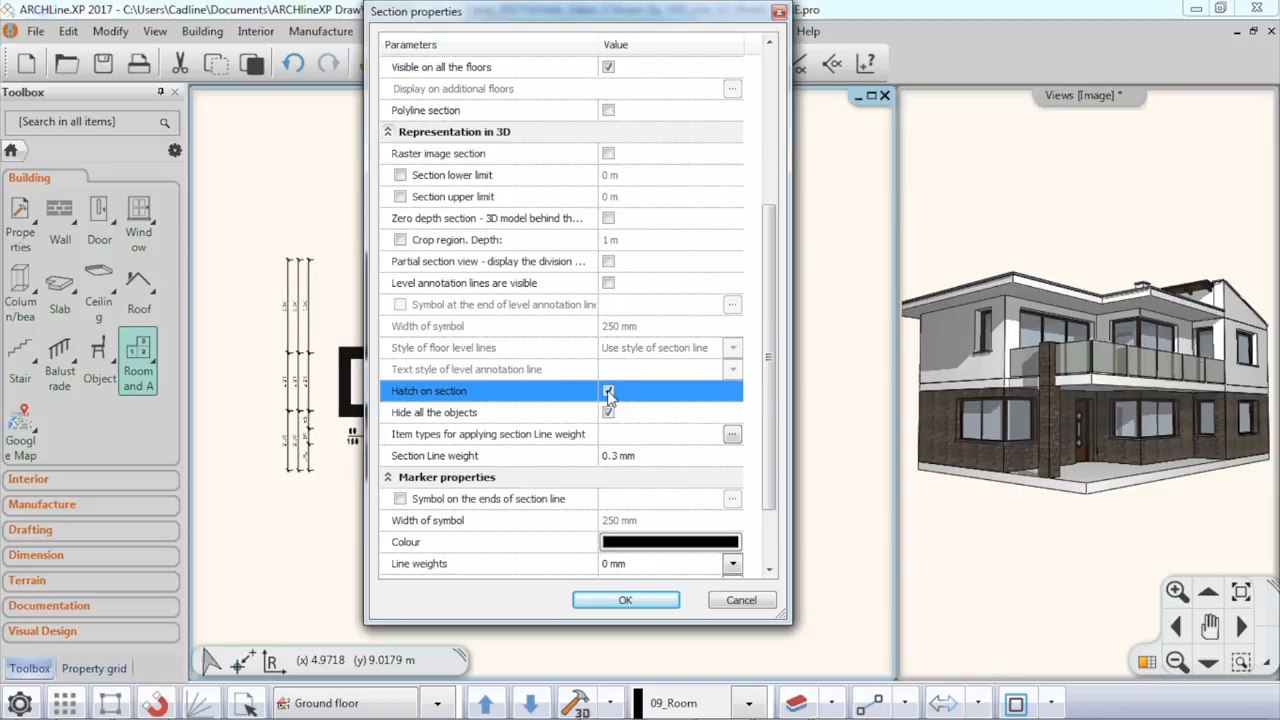 ARCHLine.XP 2017 - C:\Users\Cadline\Documents\ARCHlineXP Draw
E.pro
Section properties
File Edit Modify View Building Interior Manufacture
Help
Toolbox
[Search in all items]
Building
Prope
rties
Wall
Door
Wind
ow
Colum
n/bea
Slab
Ceilin
g
Roof
Stair
Balust
rade
Object
Room
and A
Googl
e Map
Interior
Manufacture
Drafting
Dimension
Terrain
Documentation
Visual Design
Toolbox Property grid
Parameters Value
Visible on all the floors
Display on additional floors ...
Polyline section
Representation in 3D
Raster image section
Section lower limit 0 m
Section upper limit 0 m
Zero depth section - 3D model behind th...
Crop region. Depth: 1 m
Partial section view - display the division ...
Level annotation lines are visible
Symbol at the end of level annotation line ...
Width of symbol 250 mm
Style of floor level lines Use style of section line
Text style of level annotation line
Hatch on section
Hide all the objects
Item types for applying section Line weight ...
Section Line weight 0.3 mm
Marker properties
Symbol on the ends of section line ...
Width of symbol 250 mm
Colour
Line weights 0 mm
OK Cancel
Views [Image] *
(x) 4.9718 (y) 9.0179 m
Ground floor
3D
09_Room